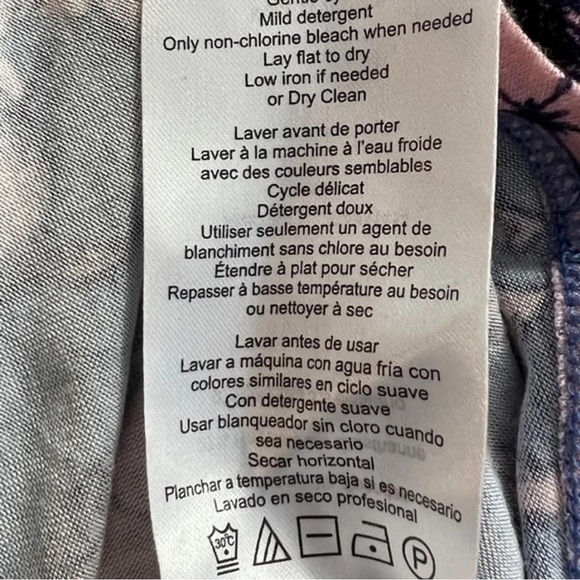 Mild detergent
Only non-chlorine bleach when needed
Lay flat to dry
Low iron if needed
or Dry Clean
Laver avant de porter
Laver à la machine à l'eau froide
avec des couleurs semblables
Cycle délicat
Détergent doux
Utiliser seulement un agent de
blanchiment sans chlore au besoin
Étendre à plat pour sécher
Repasser à basse température au besoin
ou nettoyer à sec
Lavar antes de usar
Lavar a máquina con agua fría con
colores similares en ciclo suave
Con detergente suave
Usar blanqueador sin cloro cuando
sea necesario
Secar horizontal
Planchar a temperatura baja si es necesario
Lavado en seco profesional
30°C P